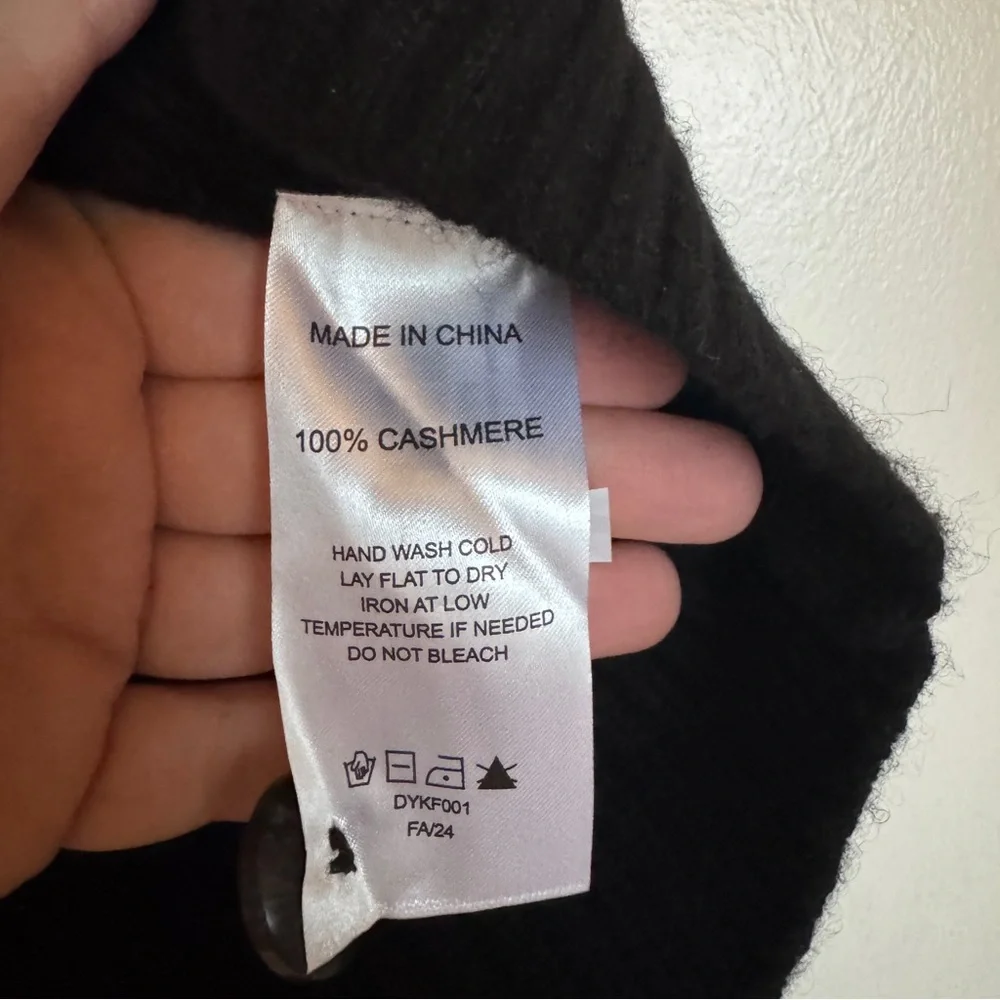 MADE IN CHINA
100% CASHMERE
HAND WASH COLD
LAY FLAT TO DRY
IRON AT LOW
TEMPERATURE IF NEEDED
DO NOT BLEACH
DYKF001
FA/24